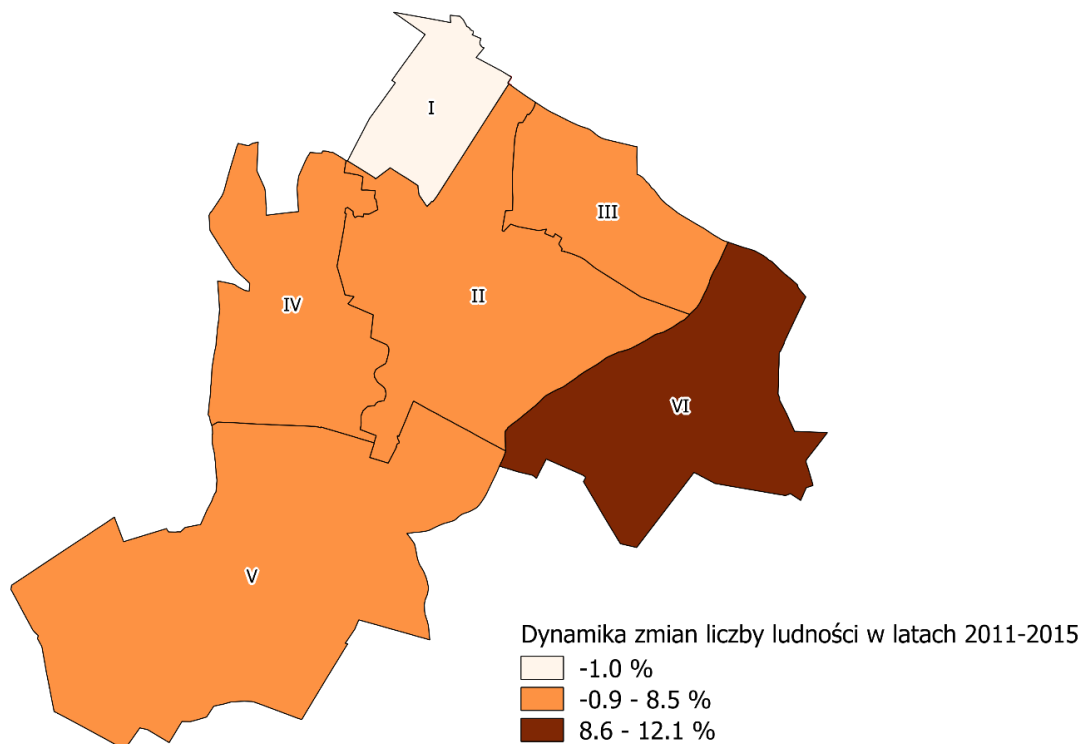 I
III
II
IV
VI
V
Dynamika zmian liczby ludności w latach 2011-2015
-1.0 %
-0.9 - 8.5 %
8.6 - 12.1 %